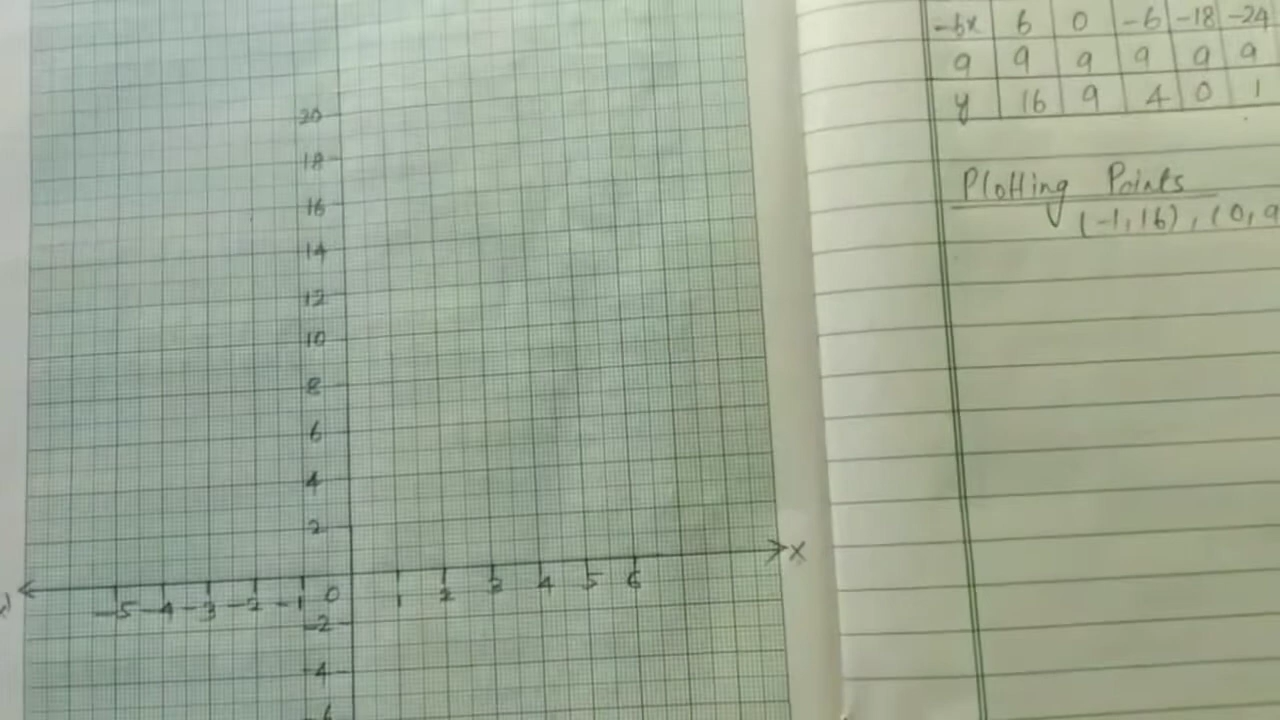 20
18
16
14
12
10
8
6
4
2
X
-5 -4 -3 -2 -1 0 1 2 3 4 5 6
-2
-4
-6x 6 0 -6 -18 -24
9 9 9 9 9 9
y 16 9 4 0 1
Plotting Points
(-1,16), (0,9